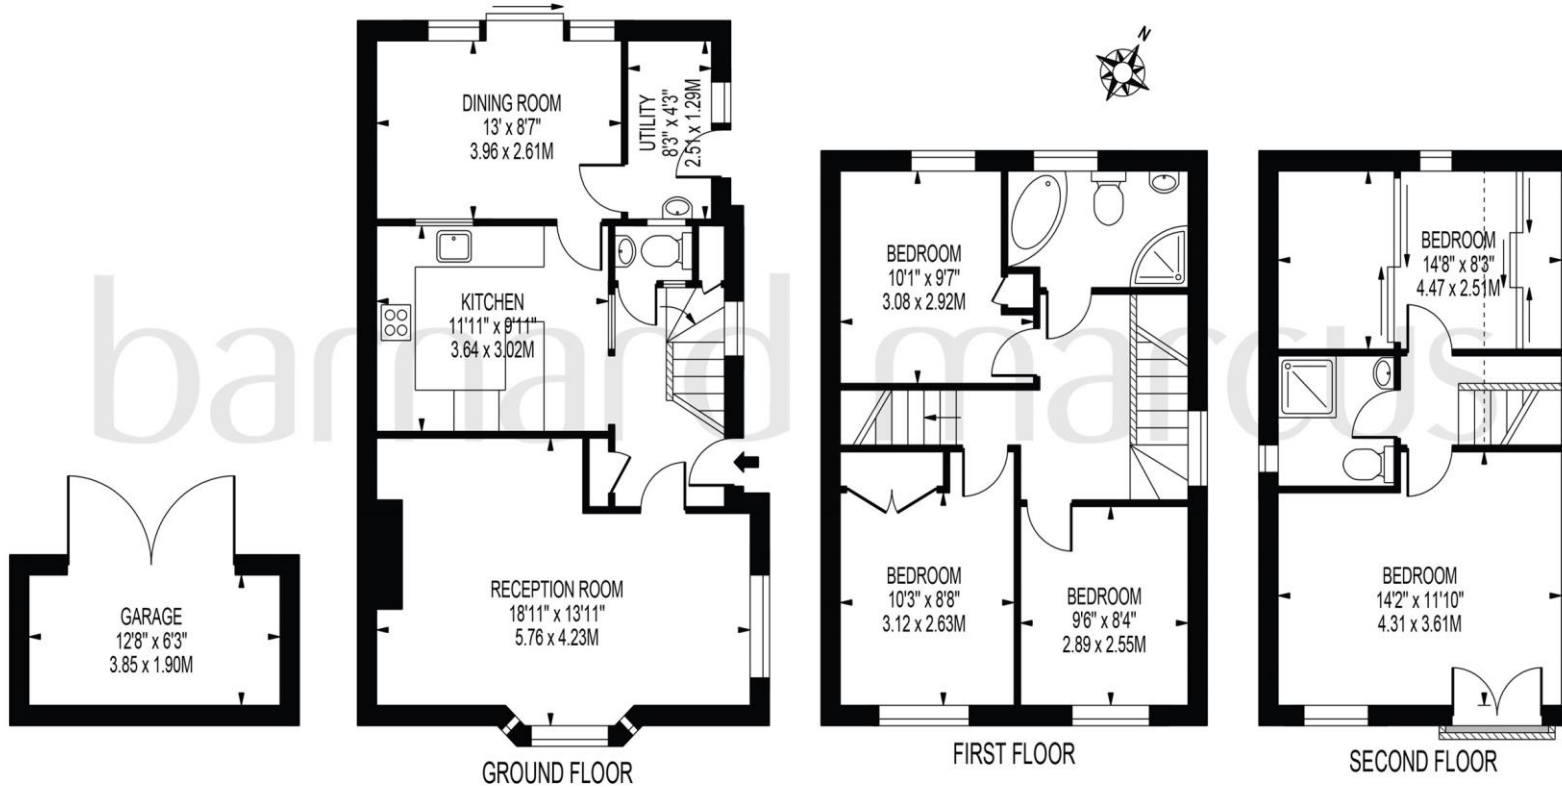 N
DINING ROOM
13' x 8'7"
3.96 x 2.61M
UTILITY
8'3" x 4'3"
2.51 x 1.29M
KITCHEN
11'11" x 9'11"
3.64 x 3.02M
RECEPTION ROOM
18'11" x 13'11"
5.76 x 4.23M
GARAGE
12'8" x 6'3"
3.85 x 1.90M
GROUND FLOOR
BEDROOM
10'1" x 9'7"
3.08 x 2.92M
BEDROOM
10'3" x 8'8"
3.12 x 2.63M
BEDROOM
9'6" x 8'4"
2.89 x 2.55M
FIRST FLOOR
BEDROOM
14'8" x 8'3"
4.47 x 2.51M
BEDROOM
14'2" x 11'10"
4.31 x 3.61M
SECOND FLOOR
barnard marcus